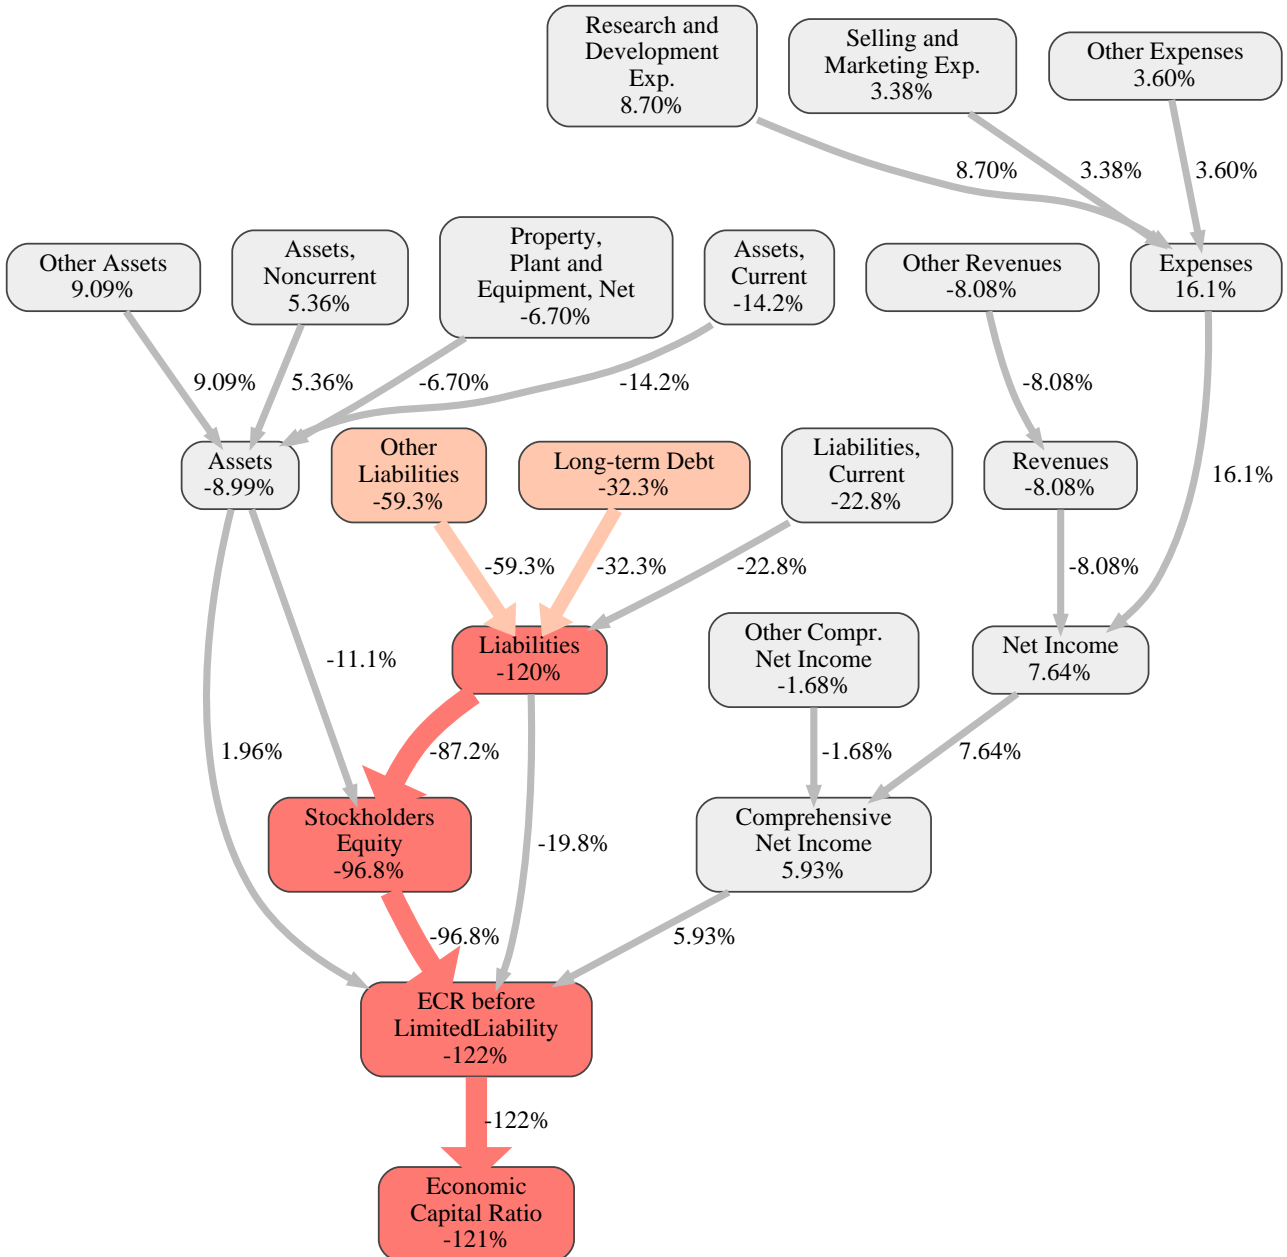 Research and
Development
Exp.
8.70%
Selling and
Marketing Exp.
3.38%
Other Expenses
3.60%
8.70%
3.38%
3.60%
Other Assets
9.09%
Assets,
Noncurrent
5.36%
Property,
Plant and
Equipment, Net
-6.70%
Assets,
Current
-14.2%
Other Revenues
-8.08%
Expenses
16.1%
9.09%
5.36%
-6.70%
-14.2%
-8.08%
16.1%
Assets
-8.99%
Other
Liabilities
-59.3%
Long-term Debt
-32.3%
Liabilities,
Current
-22.8%
Revenues
-8.08%
-59.3%
-32.3%
-22.8%
-8.08%
-11.1%
Liabilities
-120%
Other Compr.
Net Income
-1.68%
Net Income
7.64%
1.96%
-87.2%
-1.68%
7.64%
Stockholders
Equity
-96.8%
-19.8%
Comprehensive
Net Income
5.93%
-96.8%
5.93%
ECR before
LimitedLiability
-122%
-122%
Economic
Capital Ratio
-121%